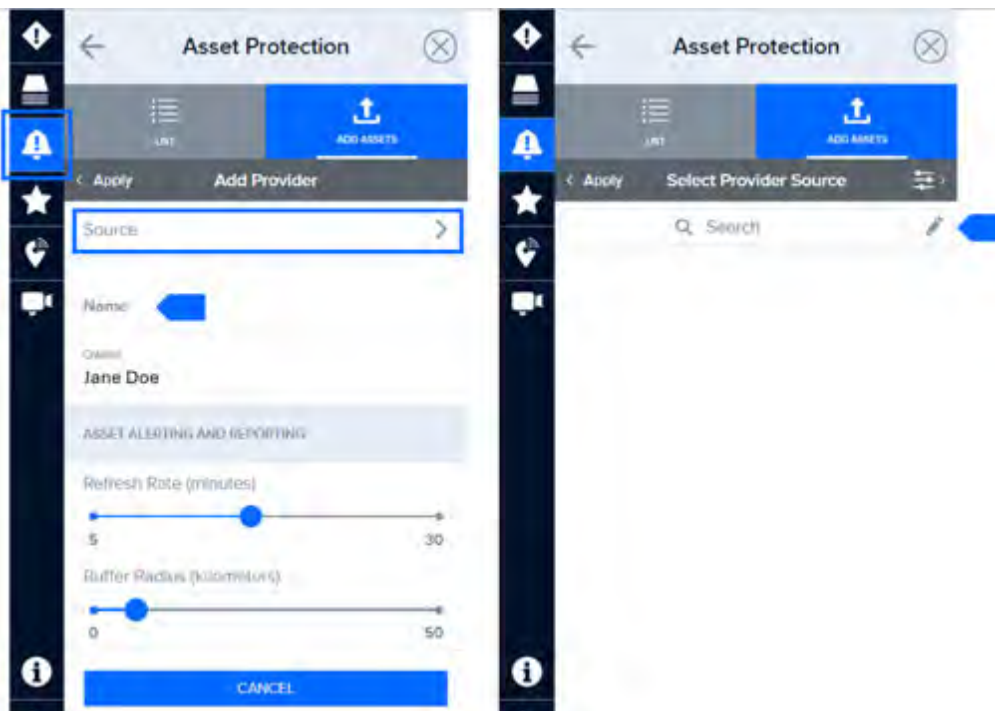 Asset Protection
LIST
ADD ASSETS
< Apply Add Provider
Source >
Name
Owner
Jane Doe
ASSET ALERTING AND REPORTING
Refresh Rate (minutes)
5 30
Buffer Radius (kilometers)
0 50
CANCEL
Asset Protection
LIST
ADD ASSETS
< Apply Select Provider Source >
Search